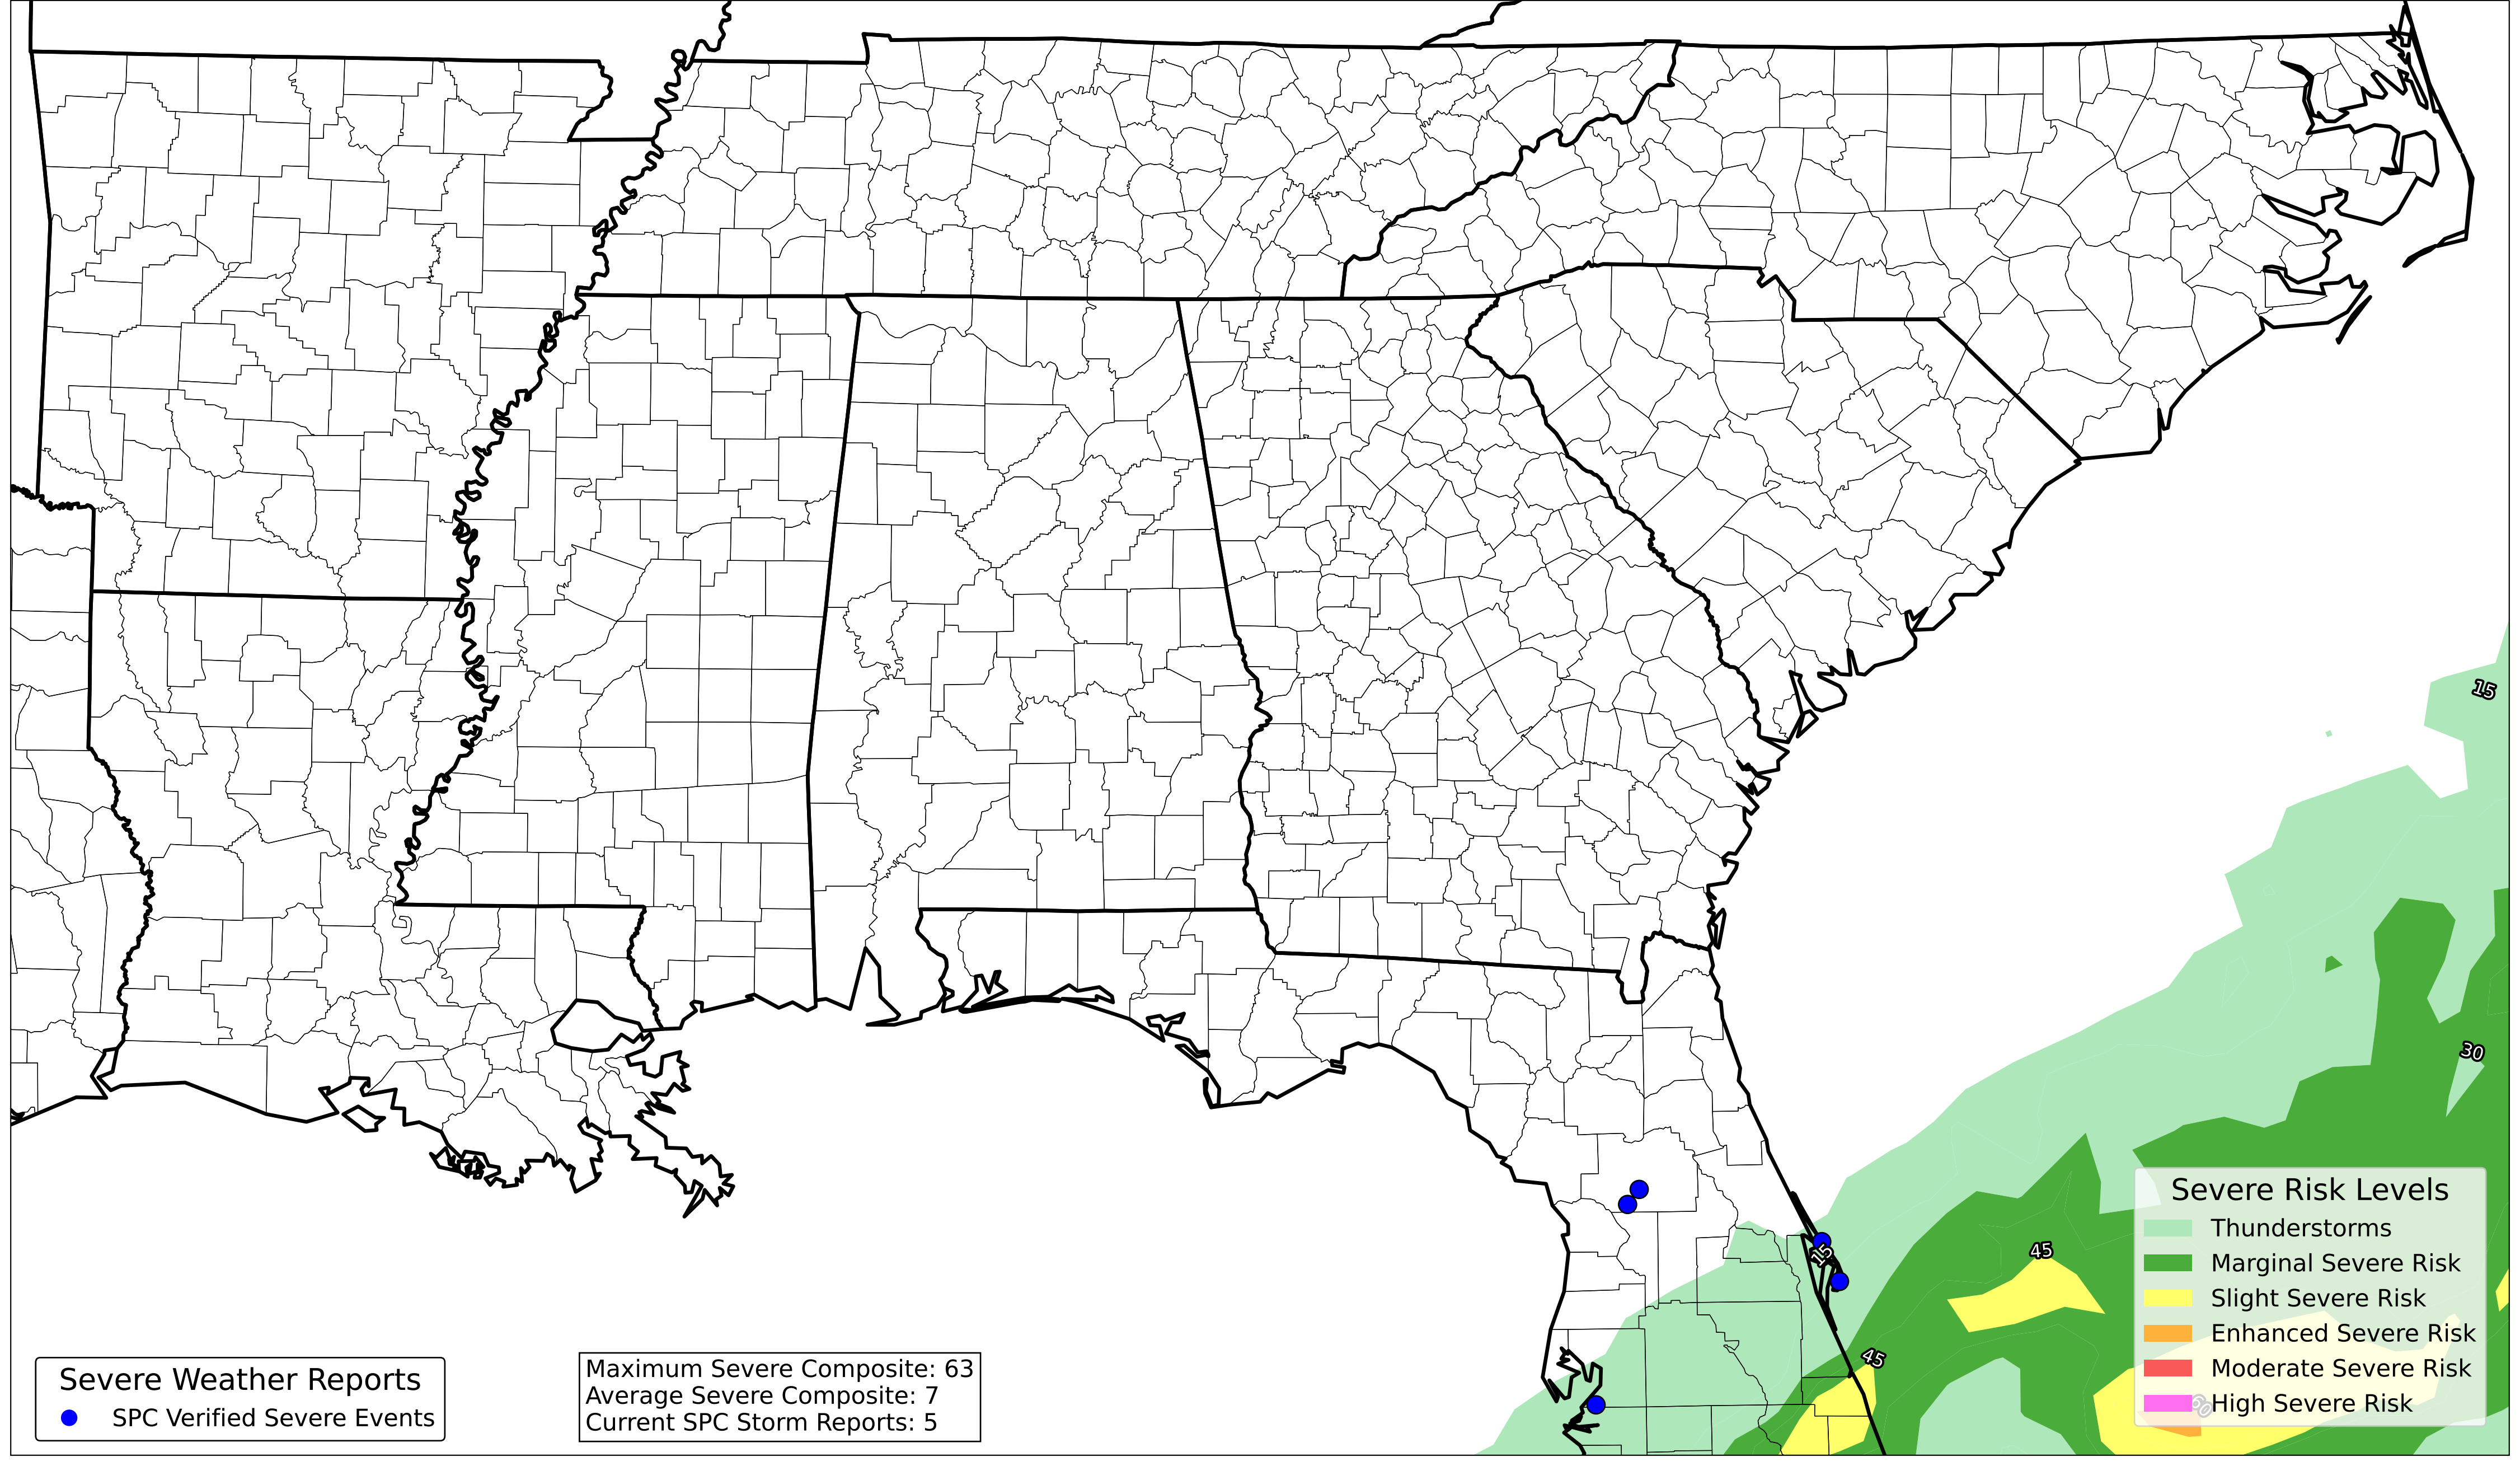 15
30
45
15
45
60
Severe Risk Levels
Thunderstorms
Marginal Severe Risk
Slight Severe Risk
Enhanced Severe Risk
Moderate Severe Risk
High Severe Risk
Severe Weather Reports
SPC Verified Severe Events
Maximum Severe Composite: 63
Average Severe Composite: 7
Current SPC Storm Reports: 5